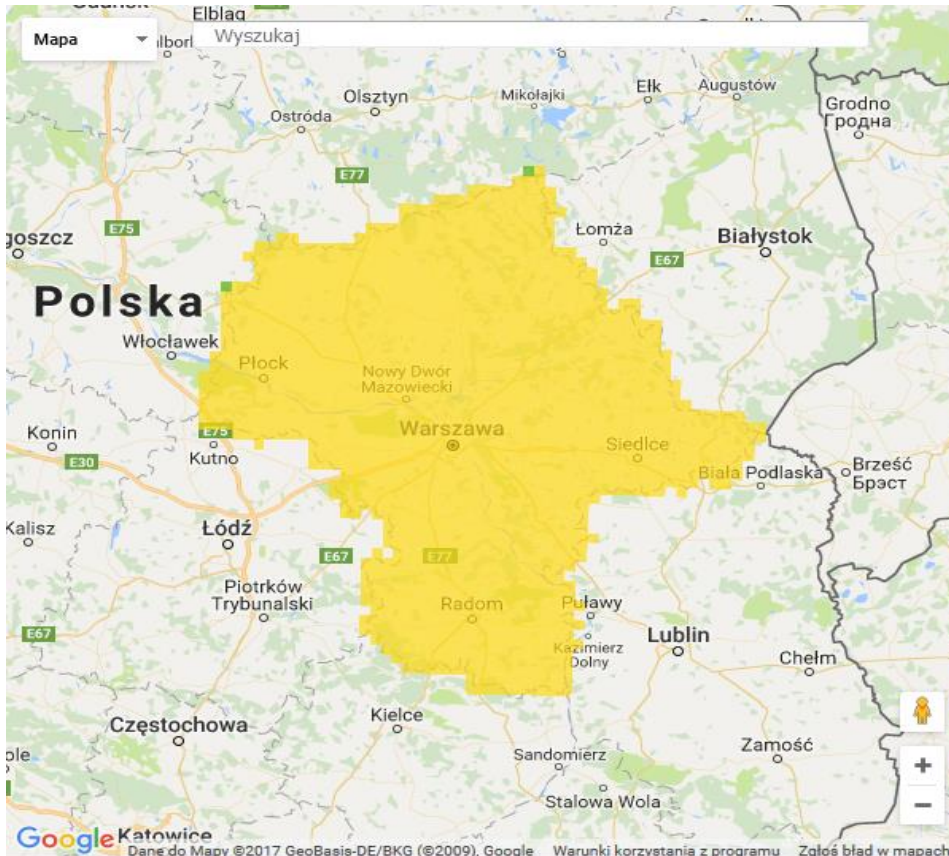 Elbląg
Mapa
Wyszukaj
Olsztyn
Mikołajki
Ełk
Augustów
Ostróda
Grodno
Гродна
E77
E75
goszcz
Łomża
Białystok
E67
Polska
Włocławek
Płock
Nowy Dwór
Mazowiecki
Konin
E75
Warszawa
Siedlce
E30
Kutno
Biała Podlaska
Brześć
Брэст
Kalisz
Łódź
E67
E77
Piotrków
Trybunalski
Radom
Puławy
E67
Kazimierz
Dolny
Lublin
Chełm
Częstochowa
Kielce
Zamość
Sandomierz
Stalowa Wola
Google
Katowice
Dane do Mapy ©2017 GeoBasis-DE/BKG (©2009), Google
Warunki korzystania z programu
Zgłoś błąd w mapach